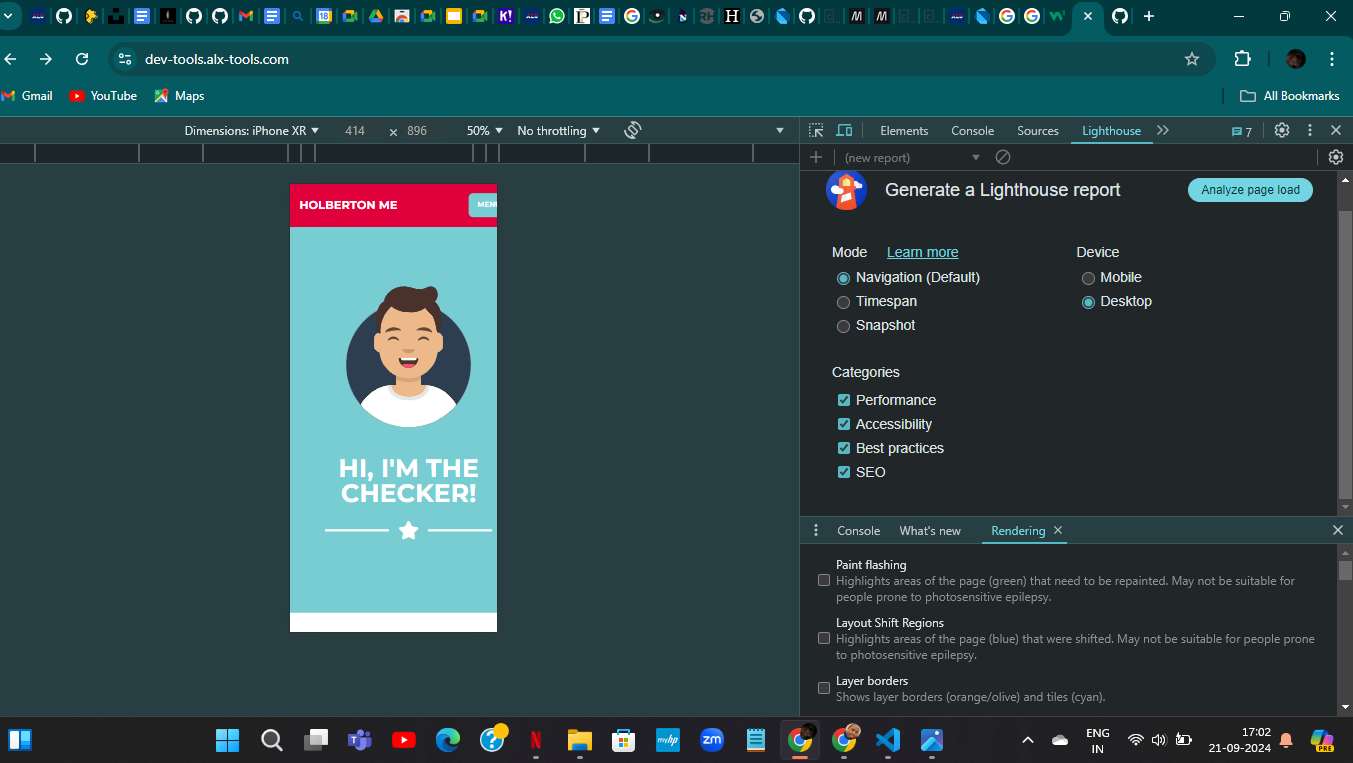 18
K!
H
M
M
dev-tools.alx-tools.com
Gmail
YouTube
Maps
All Bookmarks
Dimensions: iPhone XR
414
×
896
50%
No throttling
Elements
Console
Sources
Lighthouse
7
(new report)
HOLBERTON ME
MEN
HI, I'M THE
CHECKER!
Generate a Lighthouse report
Analyze page load
Mode
Learn more
Device
Navigation (Default)
Mobile
Timespan
Desktop
Snapshot
Categories
Performance
Accessibility
Best practices
SEO
Console
What's new
Rendering
Paint flashing
Highlights areas of the page (green) that need to be repainted. May not be suitable for
people prone to photosensitive epilepsy.
Layout Shift Regions
Highlights areas of the page (blue) that were shifted. May not be suitable for people prone
to photosensitive epilepsy.
Layer borders
Shows layer borders (orange/olive) and tiles (cyan).
myhp
zm
ENG
IN
17:02
21-09-2024
PRE